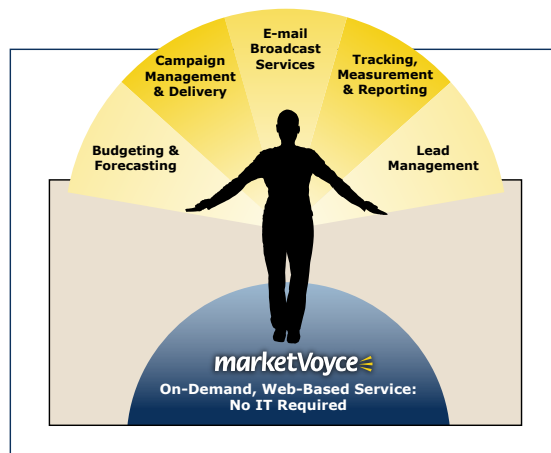 Budgeting &
Forecasting
Campaign
Management
& Delivery
E-mail
Broadcast
Services
Tracking,
Measurement
& Reporting
Lead
Management
marketVoyce
On-Demand, Web-Based Service:
No IT Required